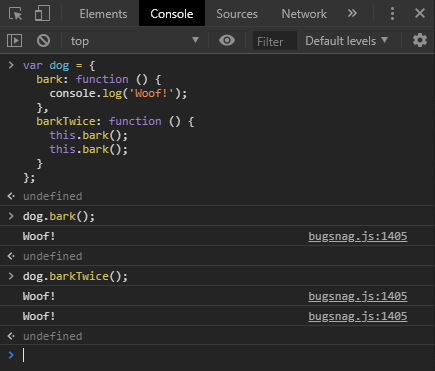 Elements Console Sources Network
top Filter Default levels ▾
> var dog = {
    bark: function () {
      console.log('Woof!');
    },
    barkTwice: function () {
      this.bark();
      this.bark();
    }
  };
undefined
> dog.bark();
Woof! bugsnag.js:1405
undefined
> dog.barkTwice();
Woof! bugsnag.js:1405
Woof! bugsnag.js:1405
undefined
>